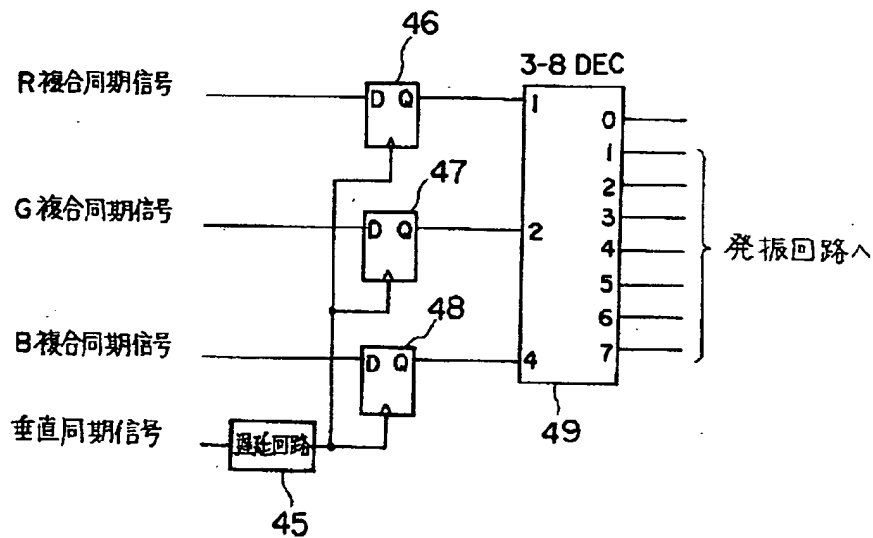 46
3-8 DEC
R複合同期信号
D Q
1
0
1
47
2
G複合同期信号
D Q
2
3
4
発振回路へ
5
48
6
B複合同期信号
D Q
4
7
垂直同期信号
遅延回路
49
45